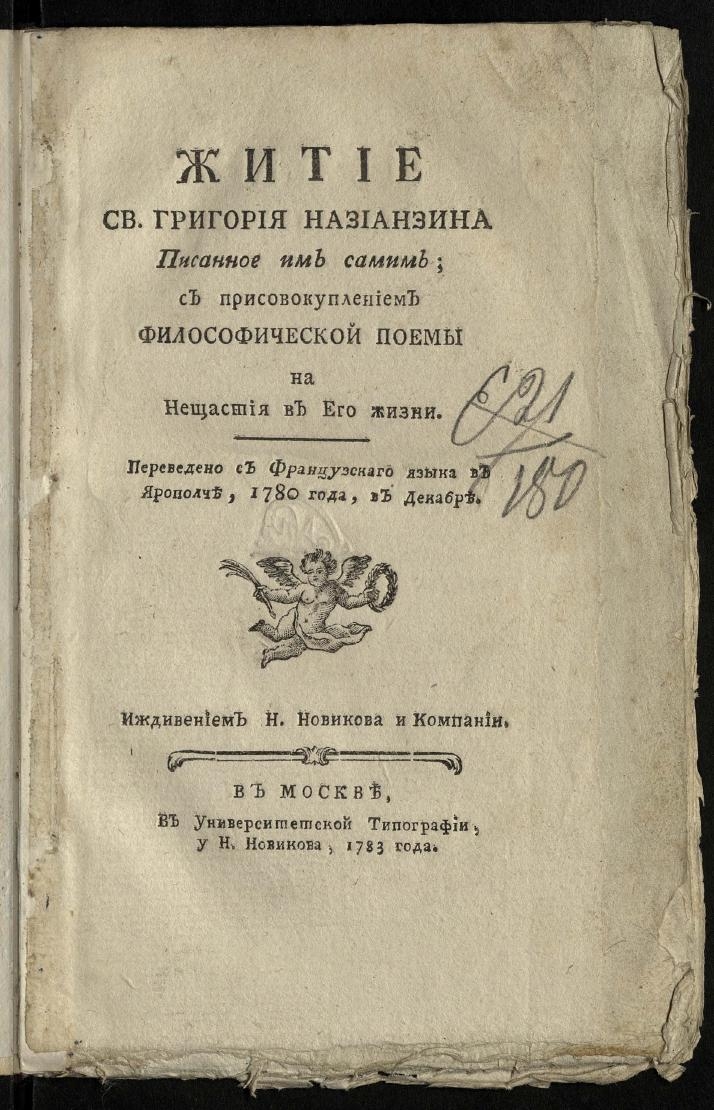 ЖИТІЕ
СВ. ГРИГОРІЯ НАЗІАНЗИНА
Писанное имъ самимъ;
съ присовокупленіемъ
ФИЛОСОФИЧЕСКОЙ ПОЕМЫ
на
Нещастія въ Его жизни.
Переведено съ Французскаго языка въ
Ярополчѣ, 1780 года, въ Декабрѣ.
Иждивеніемъ Н. Новикова и Компаніи.
ВЪ МОСКВѢ,
Въ Университетской Типографіи,
у Н. Новикова, 1783 года.